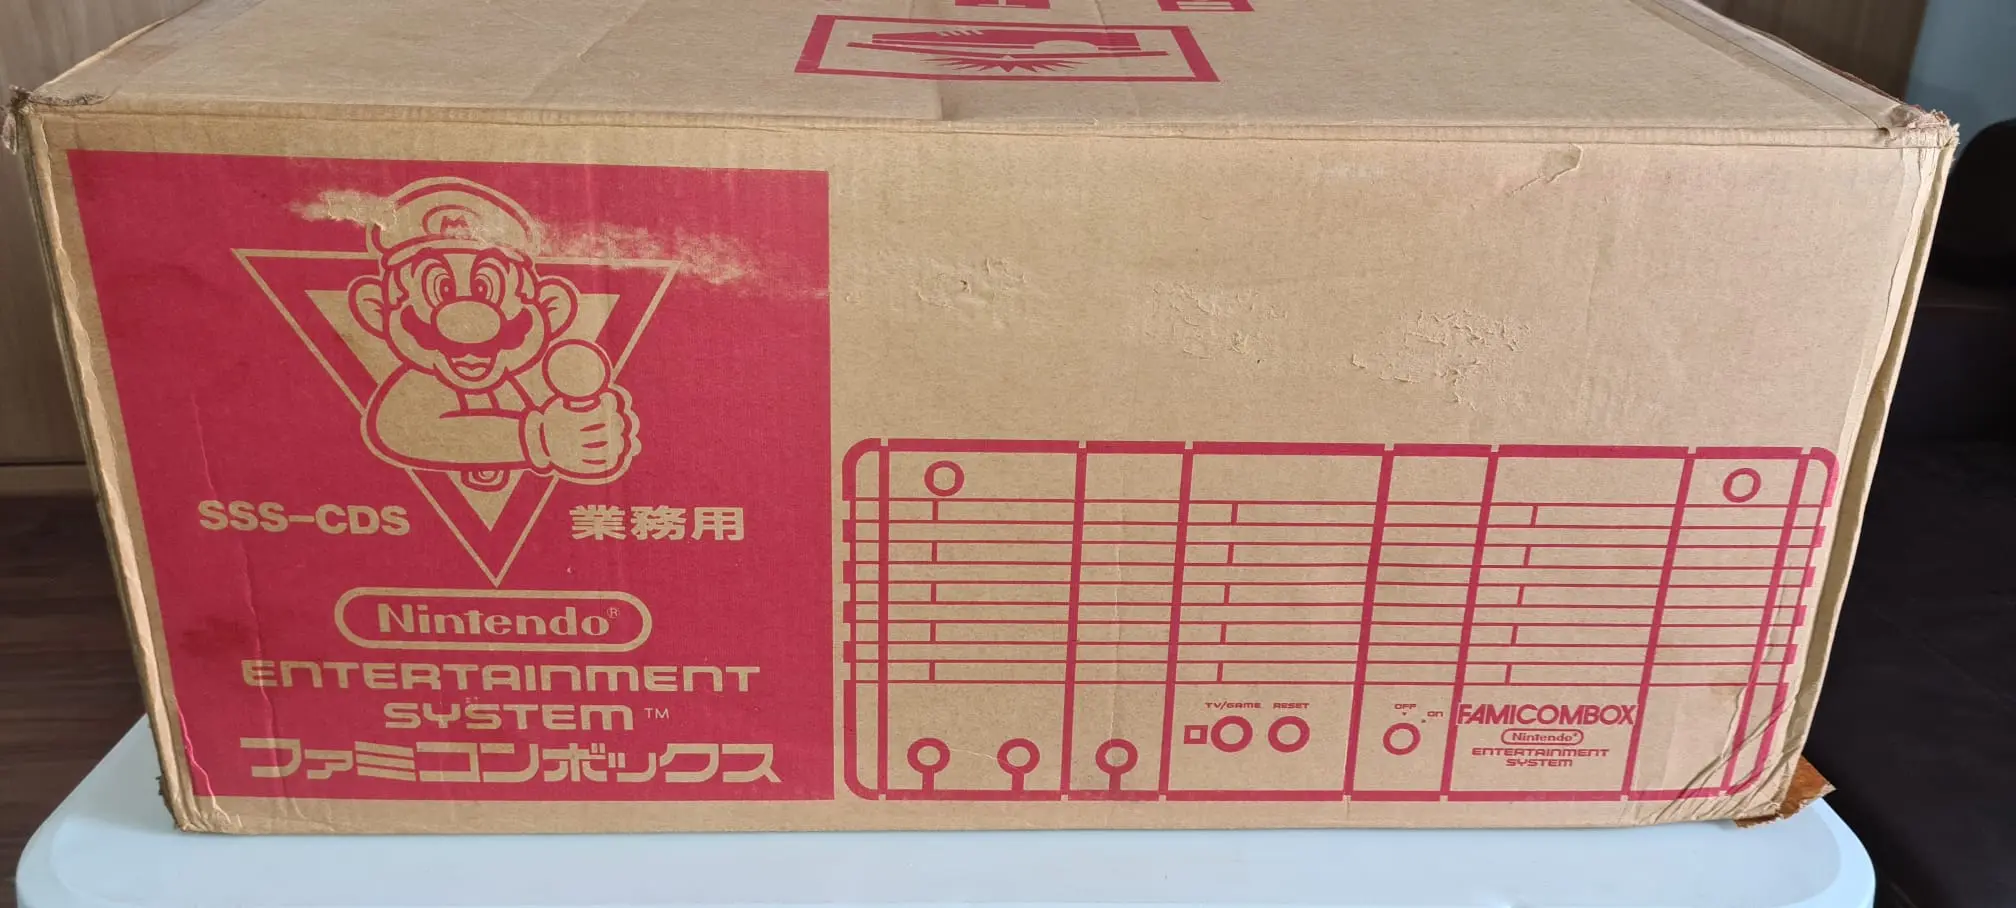 M
SSS-CDS 業務用
Nintendo®
ENTERTAINMENT
SYSTEM™
ファミコンボックス
TV/GAME RESET
OFF
ON
FAMICOMBOX
Nintendo®
ENTERTAINMENT
SYSTEM